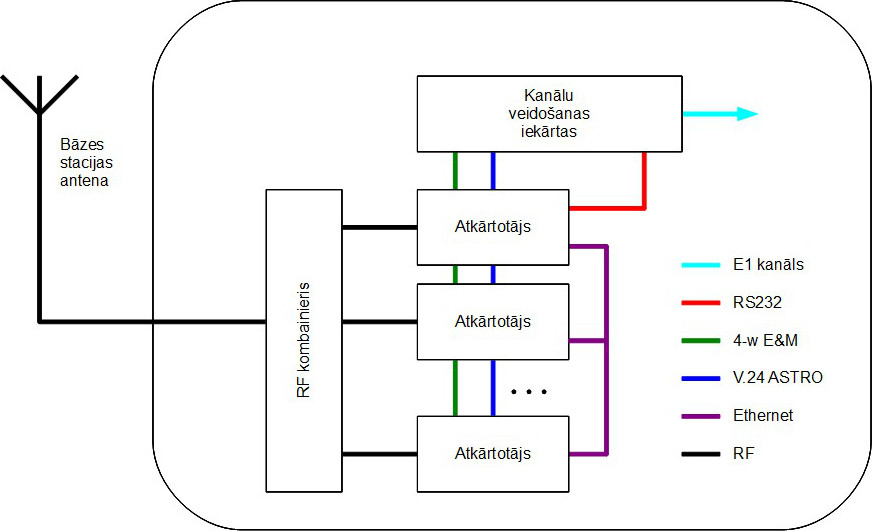 Kanālu
veidošanas
iekārtas
Bāzes
stacijas
antena
RF kombainieris
Atkārtotājs
Atkārtotājs
• • •
Atkārtotājs
E1 kanāls
RS232
4-w E&M
V.24 ASTRO
Ethernet
RF